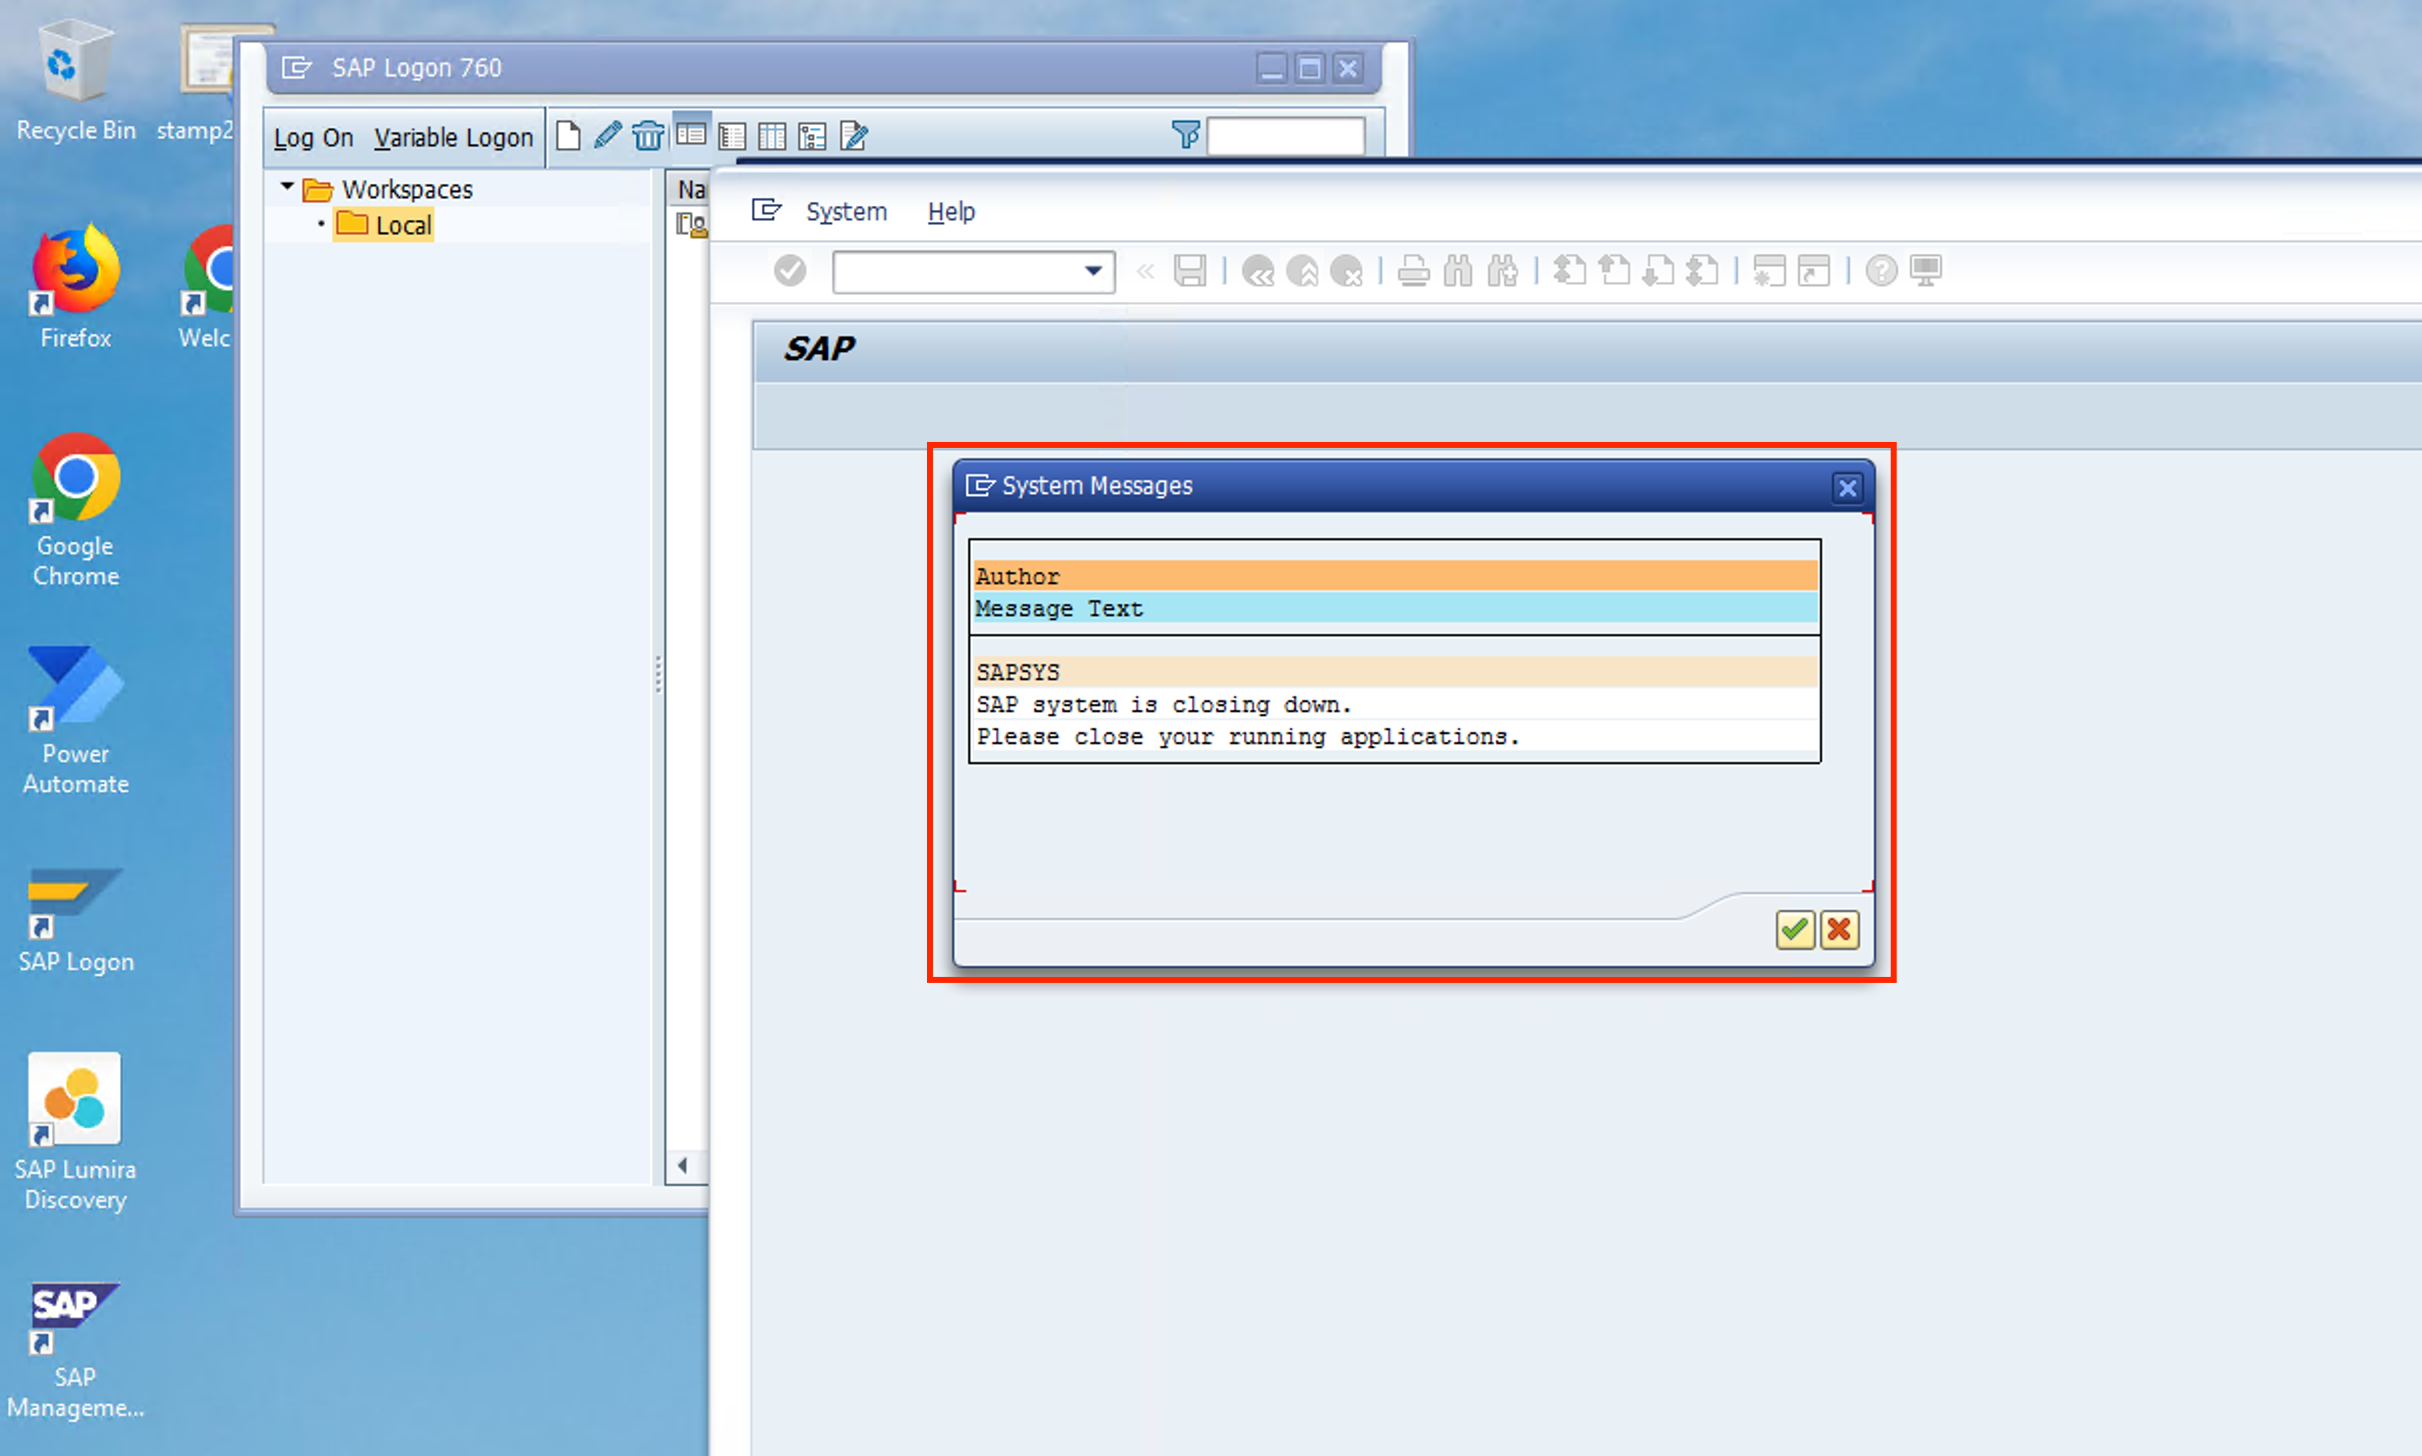 Recycle Bin
stamp2
Firefox
Welc
Google
Chrome
Power
Automate
SAP Logon
SAP Lumira
Discovery
SAP
SAP
Manageme...
SAP Logon 760
Log On Variable Logon
Workspaces
Local
Na
System Help
SAP
System Messages
Author
Message Text
SAPSYS
SAP system is closing down.
Please close your running applications.